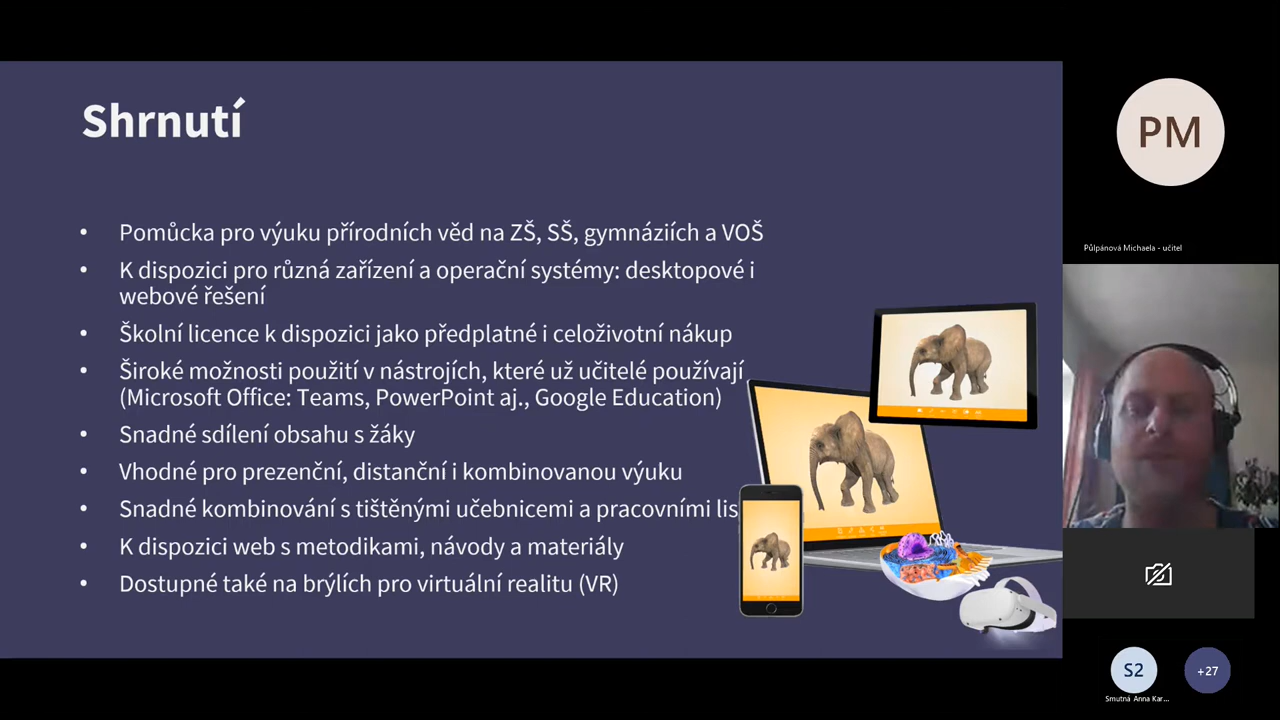 Shrnutí
• Pomůcka pro výuku přírodních věd na ZŠ, SŠ, gymnáziích a VOŠ
• K dispozici pro různá zařízení a operační systémy: desktopové i
webové řešení
• Školní licence k dispozici jako předplatné i celoživotní nákup
• Široké možnosti použití v nástrojích, které už učitelé používají
(Microsoft Office: Teams, PowerPoint aj., Google Education)
• Snadné sdílení obsahu s žáky
• Vhodné pro prezenční, distanční i kombinovanou výuku
• Snadné kombinování s tištěnými učebnicemi a pracovními lis
• K dispozici web s metodikami, návody a materiály
• Dostupné také na brýlích pro virtuální realitu (VR)
PM
Půlpánová Michaela - učitel
S2
Smutná Anna Kar...
+27